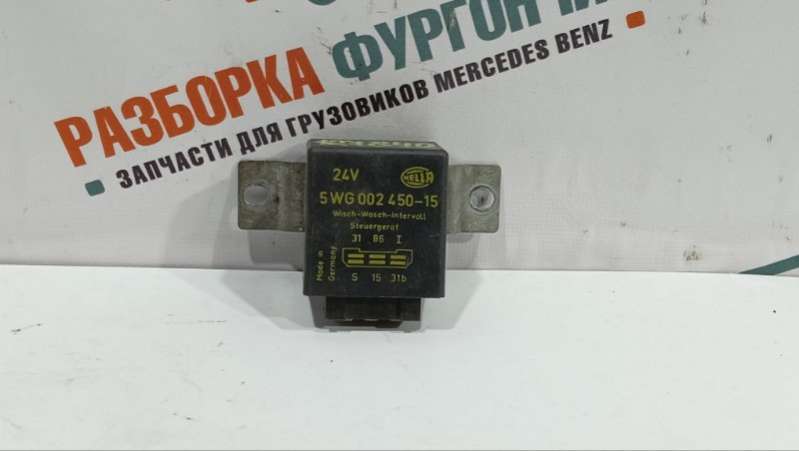 РАЗБОРКА ФУРГОН
ЗАПЧАСТИ ДЛЯ ГРУЗОВИКОВ MERCEDES BENZ
24V
HELLA
5WG 002 450-15
Wisch-Wasch-Intervall
Steuergerät
31 86 I
Made in
Germany
S 15 31b